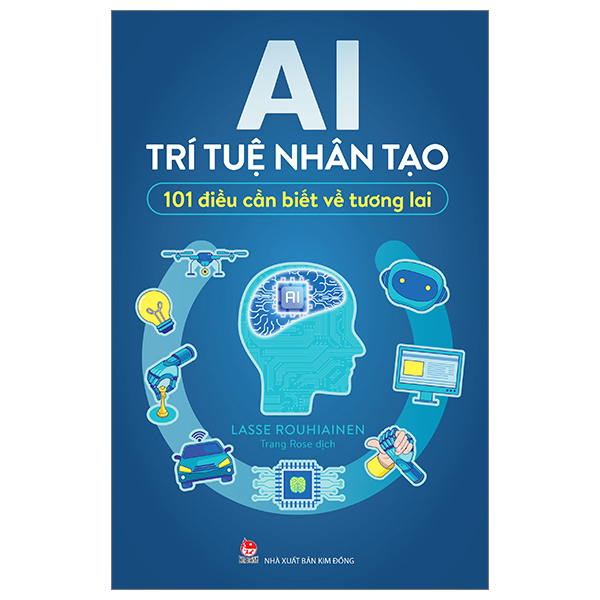 AI
TRÍ TUỆ NHÂN TẠO
101 điều cần biết về tương lai
AI
LASSE ROUHIAINEN
Trang Rose dịch
NHÀ XUẤT BẢN KIM ĐỒNG